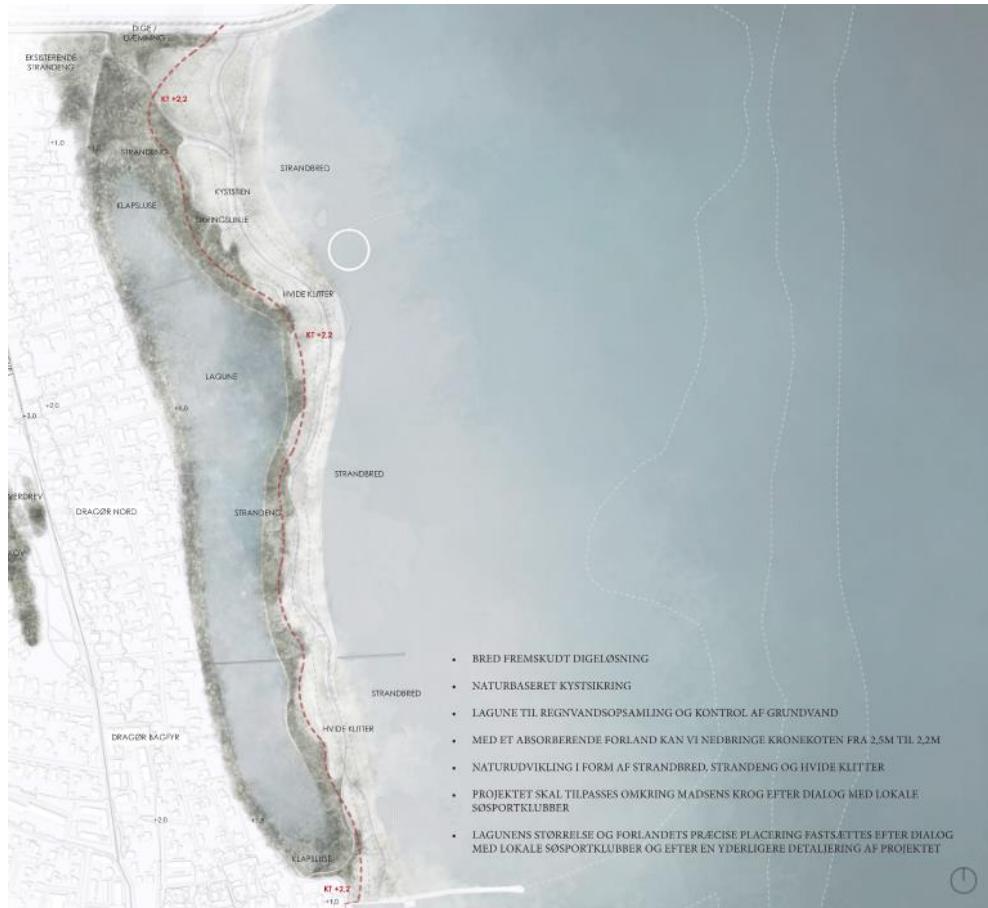 DIGE /
DÆMNING
EKSISTERENDE
STRANDENG
KT +2,2
+1,0
STRANDENG
STRANDBRED
KYSTSTIEN
KLAPSLUSE
SIKRINGSLINJE
HVIDE KLITTER
KT +2,2
LAGUNE
+2,0
STRANDBRED
STRANDENG
DRAGØR NORD
• BRED FREMSKUDT DIGELØSNING
• NATURBASERET KYSTSIKRING
STRANDBRED
• LAGUNE TIL REGNVANDSOPSAMLING OG KONTROL AF GRUNDVAND
HVIDE KLITTER
DRAGØR BAGFYR
• MED ET ABSORBERENDE FORLAND KAN VI NEDBRINGE KRONEKOTEN FRA 2,5M TIL 2,2M
• NATURUDVIKLING I FORM AF STRANDBRED, STRANDENG OG HVIDE KLITTER
• PROJEKTET SKAL TILPASSES OMKRING MADSENS KROG EFTER DIALOG MED LOKALE
SØSPORTKLUBBER
+2,0
• LAGUNENS STØRRELSE OG FORLANDETS PRÆCISE PLACERING FASTSÆTTES EFTER DIALOG
MED LOKALE SØSPORTKLUBBER OG EFTER EN YDERLIGERE DETALJERING AF PROJEKTET
KLAPSLUSE
KT +2,2
+1,0